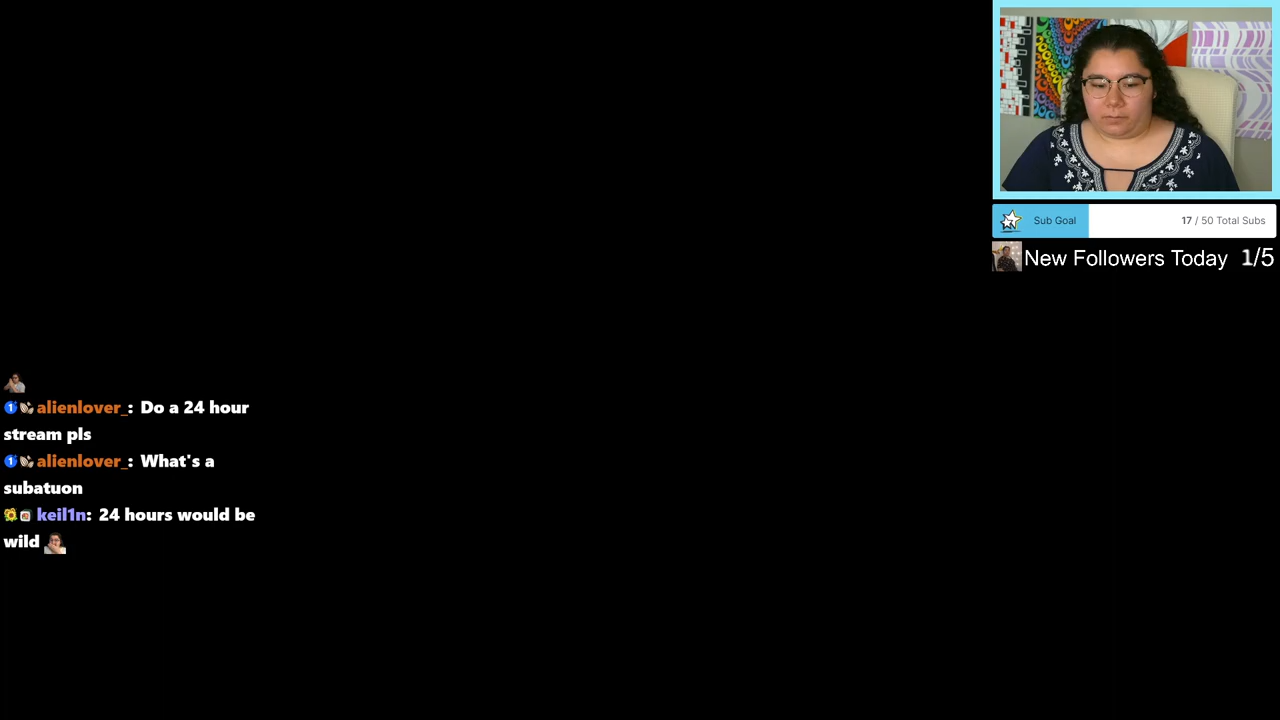 Sub Goal 17 / 50 Total Subs
New Followers Today 1/5
alienlover_: Do a 24 hour
stream pls
alienlover_: What's a
subatuon
keil1n: 24 hours would be
wild